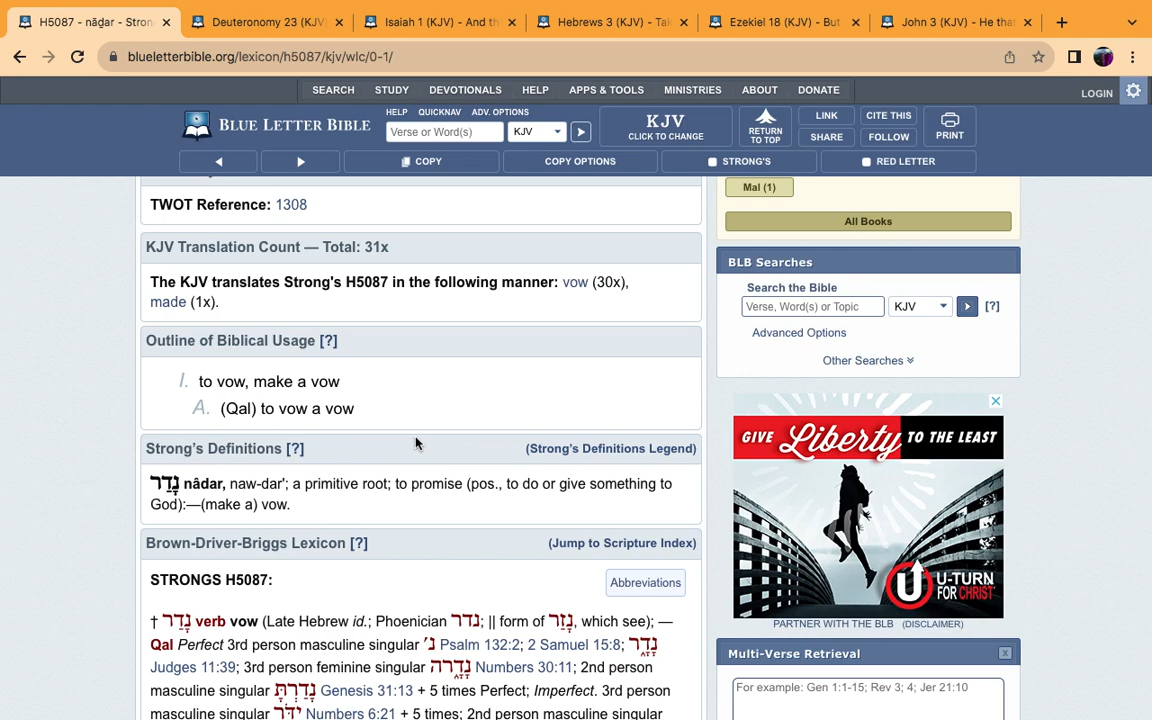 H5087 - nāḏar - Stron
Deuteronomy 23 (KJV)
Isaiah 1 (KJV) - And th
Hebrews 3 (KJV) - Tak
Ezekiel 18 (KJV) - But
John 3 (KJV) - He tha
blueletterbible.org/lexicon/h5087/kjv/wlc/0-1/
SEARCH STUDY DEVOTIONALS HELP APPS & TOOLS MINISTRIES ABOUT DONATE LOGIN
BLUE LETTER BIBLE
HELP QUICKNAV ADV. OPTIONS
Verse or Word(s) KJV
KJV
CLICK TO CHANGE
RETURN
TO TOP
LINK CITE THIS
SHARE FOLLOW
PRINT
COPY COPY OPTIONS STRONG'S RED LETTER
TWOT Reference: 1308
KJV Translation Count — Total: 31x
The KJV translates Strong's H5087 in the following manner: vow (30x),
made (1x).
Outline of Biblical Usage [?]
I. to vow, make a vow
A. (Qal) to vow a vow
Strong's Definitions [?] (Strong's Definitions Legend)
נָדַר nâdar, naw-dar'; a primitive root; to promise (pos., to do or give something to
God):—(make a) vow.
Brown-Driver-Briggs Lexicon [?] (Jump to Scripture Index)
STRONGS H5087:
Abbreviations
† נָדַר verb vow (Late Hebrew id.; Phoenician נדר; || form of נָזַר, which see); —
Qal Perfect 3rd person masculine singular נ׳ Psalm 132:2; 2 Samuel 15:8; נָדָ֑ר
Judges 11:39; 3rd person feminine singular נָדָ֑רָה Numbers 30:11; 2nd person
masculine singular נָדַרְתָּ Genesis 31:13 + 5 times Perfect; Imperfect. 3rd person
masculine singular יִדֹּר Numbers 6:21 + 5 times; 2nd person masculine singular
Mal (1)
All Books
BLB Searches
Search the Bible
Verse, Word(s) or Topic KJV [?]
Advanced Options
Other Searches
GIVE Liberty TO THE LEAST
U-TURN
FOR CHRIST
PARTNER WITH THE BLB (DISCLAIMER)
Multi-Verse Retrieval x
For example: Gen 1:1-15; Rev 3; 4; Jer 21:10